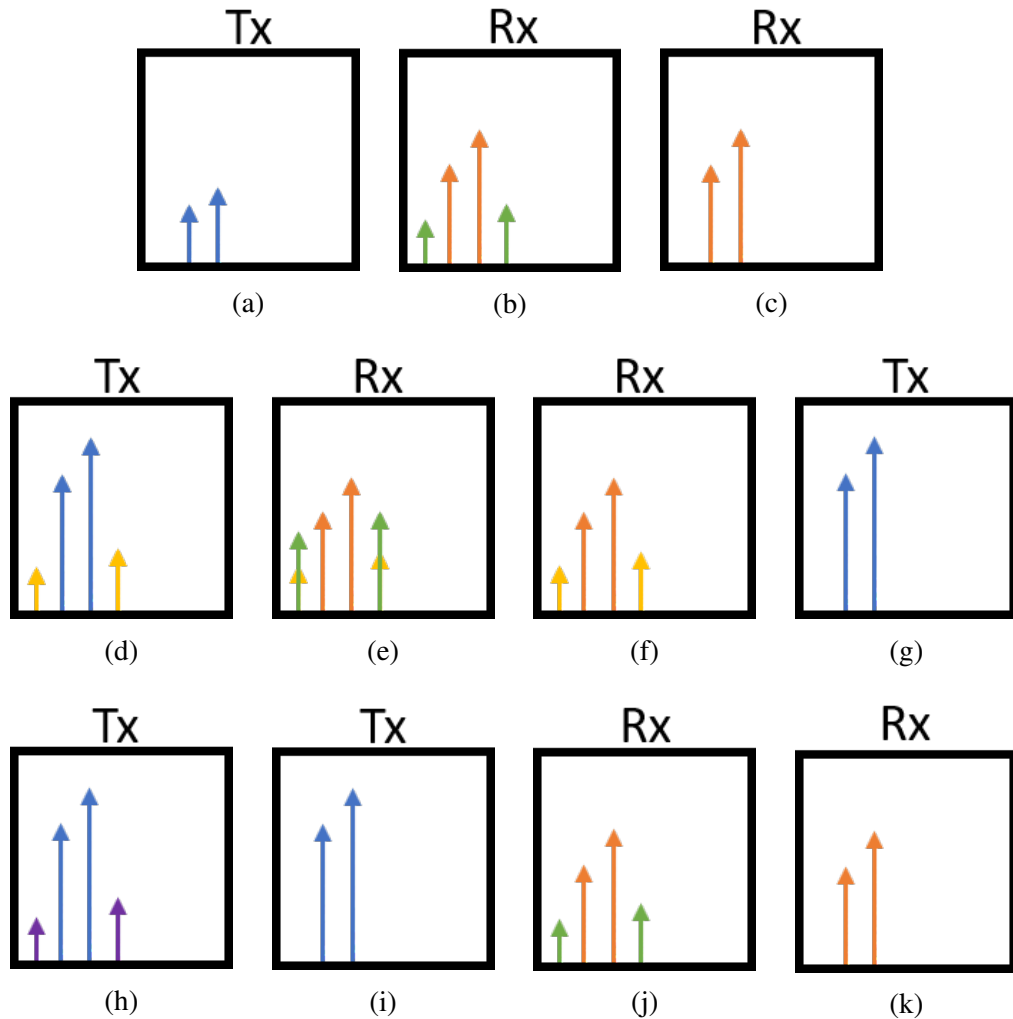 Tx Rx Rx
(a) (b) (c)
Tx Rx Rx Tx
(d) (e) (f) (g)
Tx Tx Rx Rx
(h) (i) (j) (k)